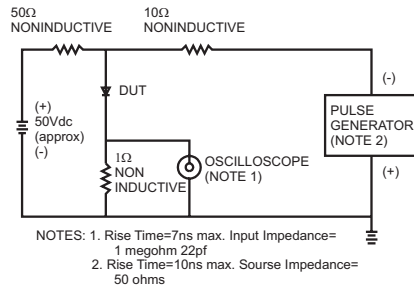 50Ω
NONINDUCTIVE
10Ω
NONINDUCTIVE
(+)
50Vdc
(approx)
(-)
DUT
1Ω
NON
INDUCTIVE
OSCILLOSCOPE
(NOTE 1)
(-)
PULSE
GENERATOR
(NOTE 2)
(+)
NOTES: 1. Rise Time=7ns max. Input Impedance=
1 megohm 22pf
2. Rise Time=10ns max. Sourse Impedance=
50 ohms